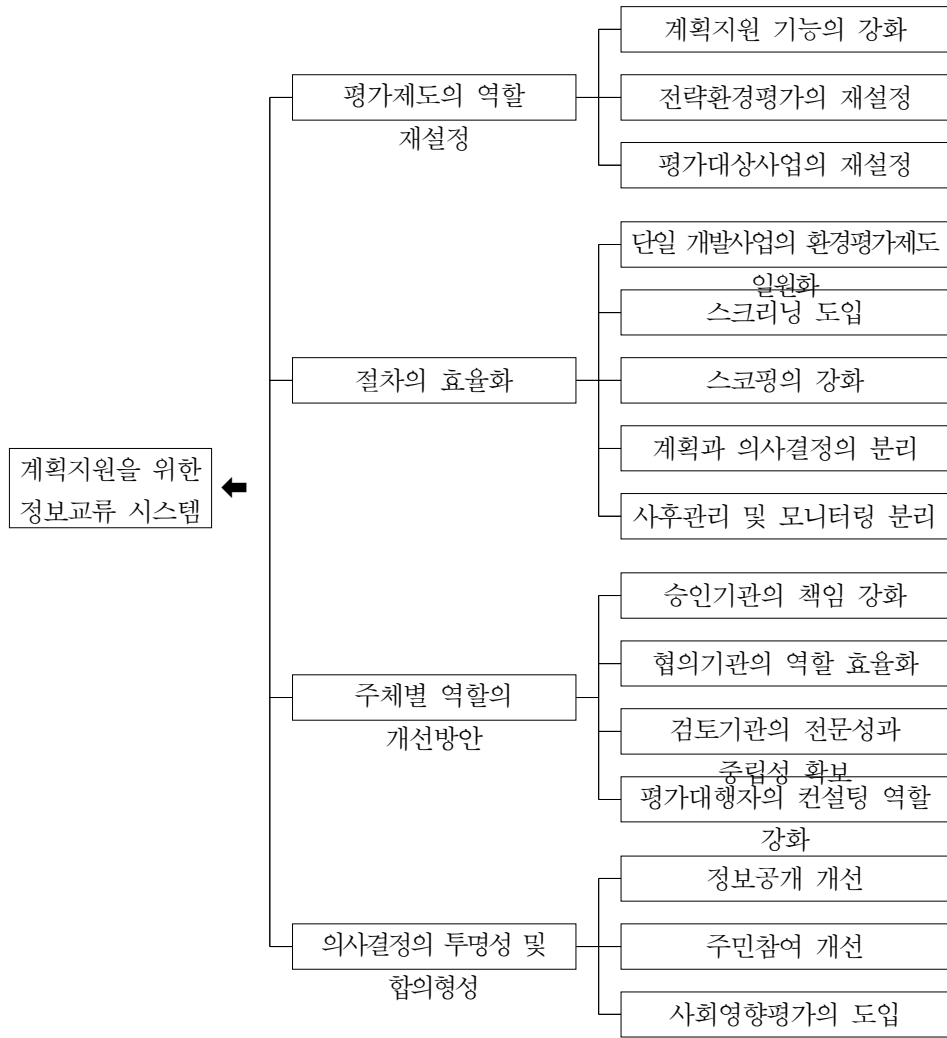 계획지원을 위한
정보교류 시스템
평가제도의 역할
재설정
계획지원 기능의 강화
전략환경평가의 재설정
평가대상사업의 재설정
절차의 효율화
단일 개발사업의 환경평가제도
일원화
스크리닝 도입
스코핑의 강화
계획과 의사결정의 분리
사후관리 및 모니터링 분리
주체별 역할의
개선방안
승인기관의 책임 강화
협의기관의 역할 효율화
검토기관의 전문성과
중립성 확보
평가대행자의 컨설팅 역할
강화
의사결정의 투명성 및
합의형성
정보공개 개선
주민참여 개선
사회영향평가의 도입